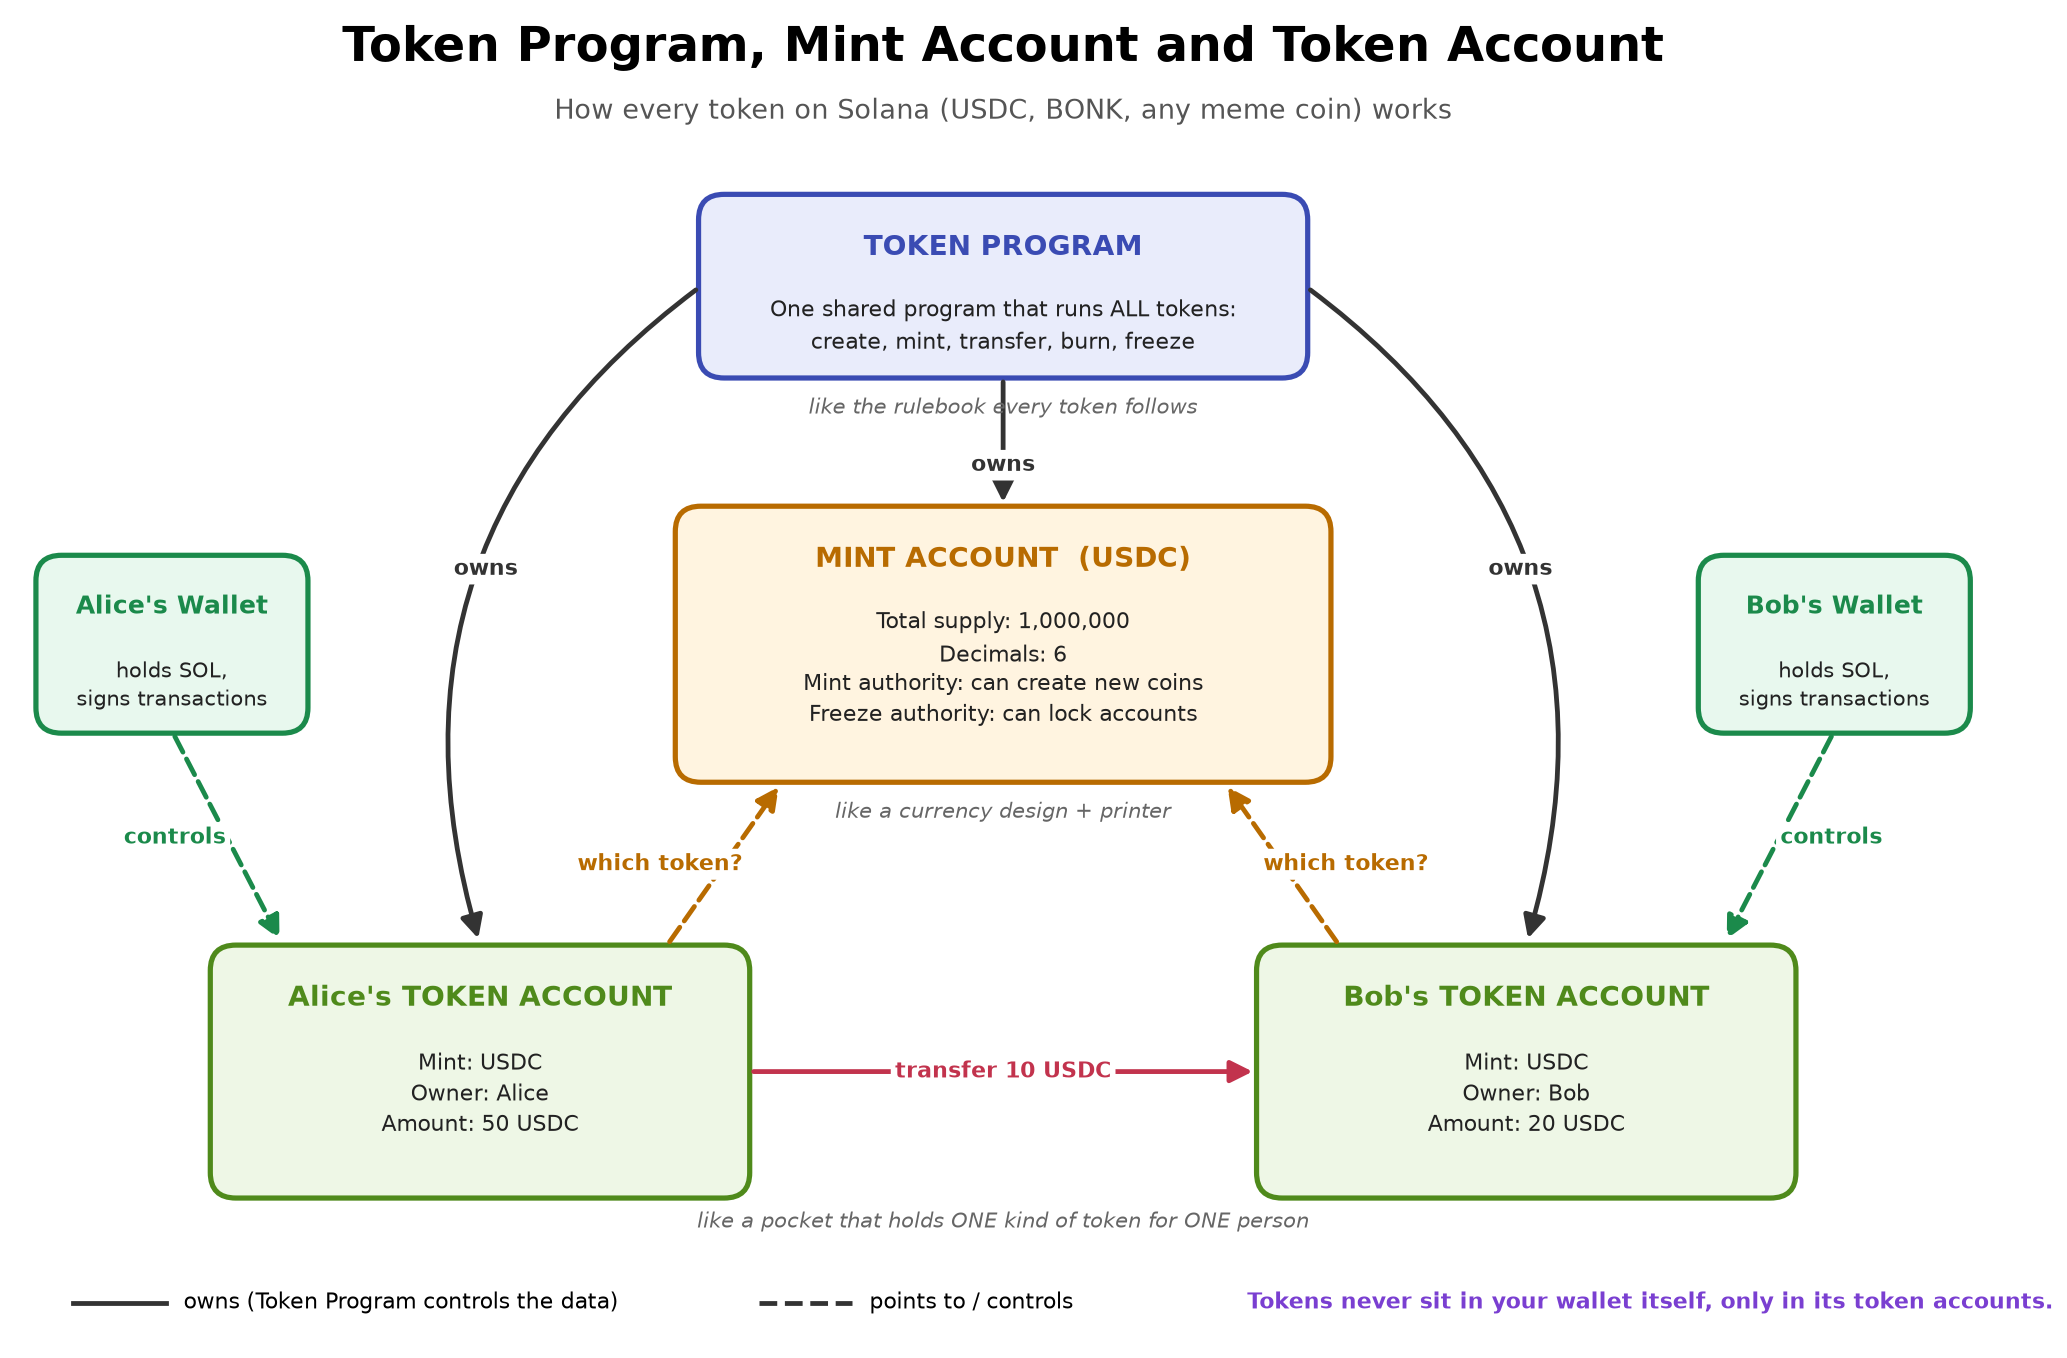 Token Program, Mint Account and Token Account
How every token on Solana (USDC, BONK, any meme coin) works
TOKEN PROGRAM
One shared program that runs ALL tokens:
create, mint, transfer, burn, freeze
like the rulebook every token follows
owns
owns
owns
MINT ACCOUNT (USDC)
Total supply: 1,000,000
Decimals: 6
Mint authority: can create new coins
Freeze authority: can lock accounts
like a currency design + printer
Alice's Wallet
holds SOL,
signs transactions
Bob's Wallet
holds SOL,
signs transactions
controls
which token?
which token?
controls
Alice's TOKEN ACCOUNT
Mint: USDC
Owner: Alice
Amount: 50 USDC
transfer 10 USDC
Bob's TOKEN ACCOUNT
Mint: USDC
Owner: Bob
Amount: 20 USDC
like a pocket that holds ONE kind of token for ONE person
owns (Token Program controls the data)
points to / controls
Tokens never sit in your wallet itself, only in its token accounts.